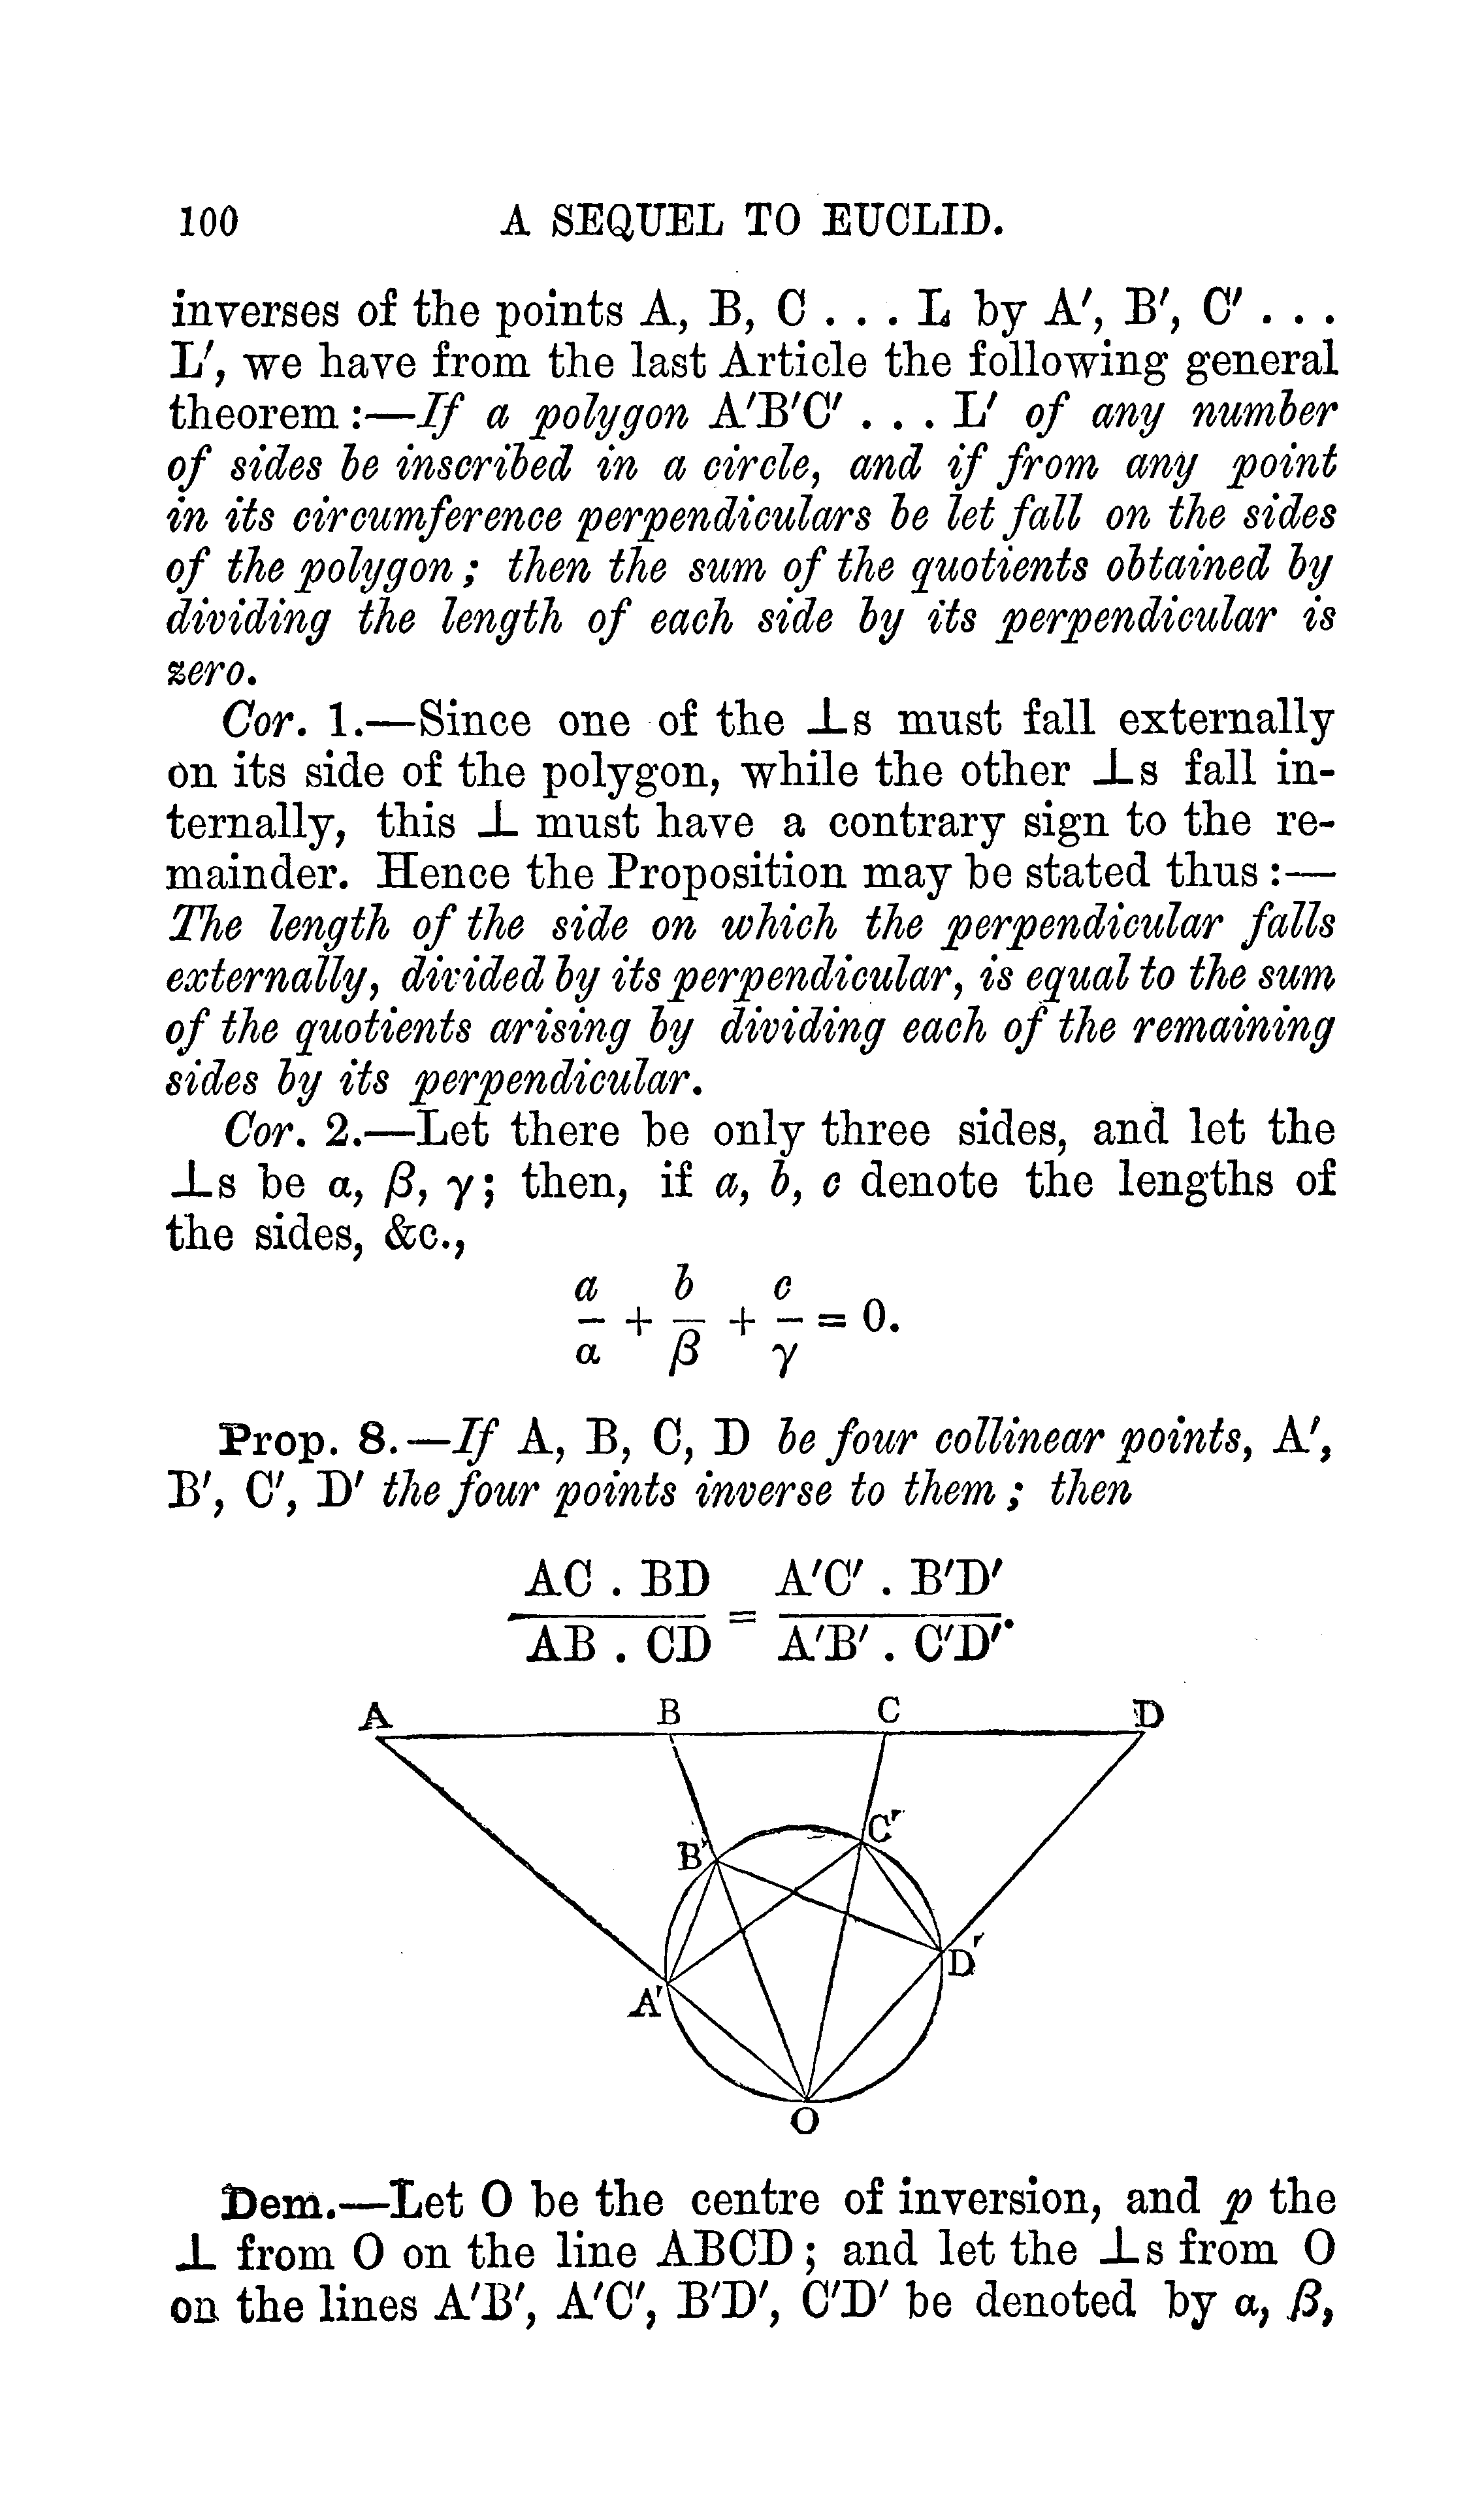 100 A SEQUEL TO EUCLID.
inverses of the points A, B, C . . . L by A′, B′, C′ . . .
L′, we have from the last Article the following general
theorem :—If a polygon A′B′C′ . . . L′ of any number
of sides be inscribed in a circle, and if from any point
in its circumference perpendiculars be let fall on the sides
of the polygon ; then the sum of the quotients obtained by
dividing the length of each side by its perpendicular is
zero.
Cor. 1.—Since one of the ⊥s must fall externally
on its side of the polygon, while the other ⊥s fall in-
ternally, this ⊥ must have a contrary sign to the re-
mainder. Hence the Proposition may be stated thus :—
The length of the side on which the perpendicular falls
externally, divided by its perpendicular, is equal to the sum
of the quotients arising by dividing each of the remaining
sides by its perpendicular.
Cor. 2.—Let there be only three sides, and let the
⊥s be α, β, γ; then, if a, b, c denote the lengths of
the sides, &c.,
a/α + b/β + c/γ = 0.
Prop. 8.—If A, B, C, D be four collinear points, A′,
B′, C′, D′ the four points inverse to them ; then
AC . BD / AB . CD = A′C′ . B′D′ / A′B′ . C′D′.
A B C D
C′
B′
D′
A′
O
Dem.—Let O be the centre of inversion, and p the
⊥ from O on the line ABCD ; and let the ⊥s from O
on the lines A′B′, A′C′, B′D′, C′D′ be denoted by α, β,